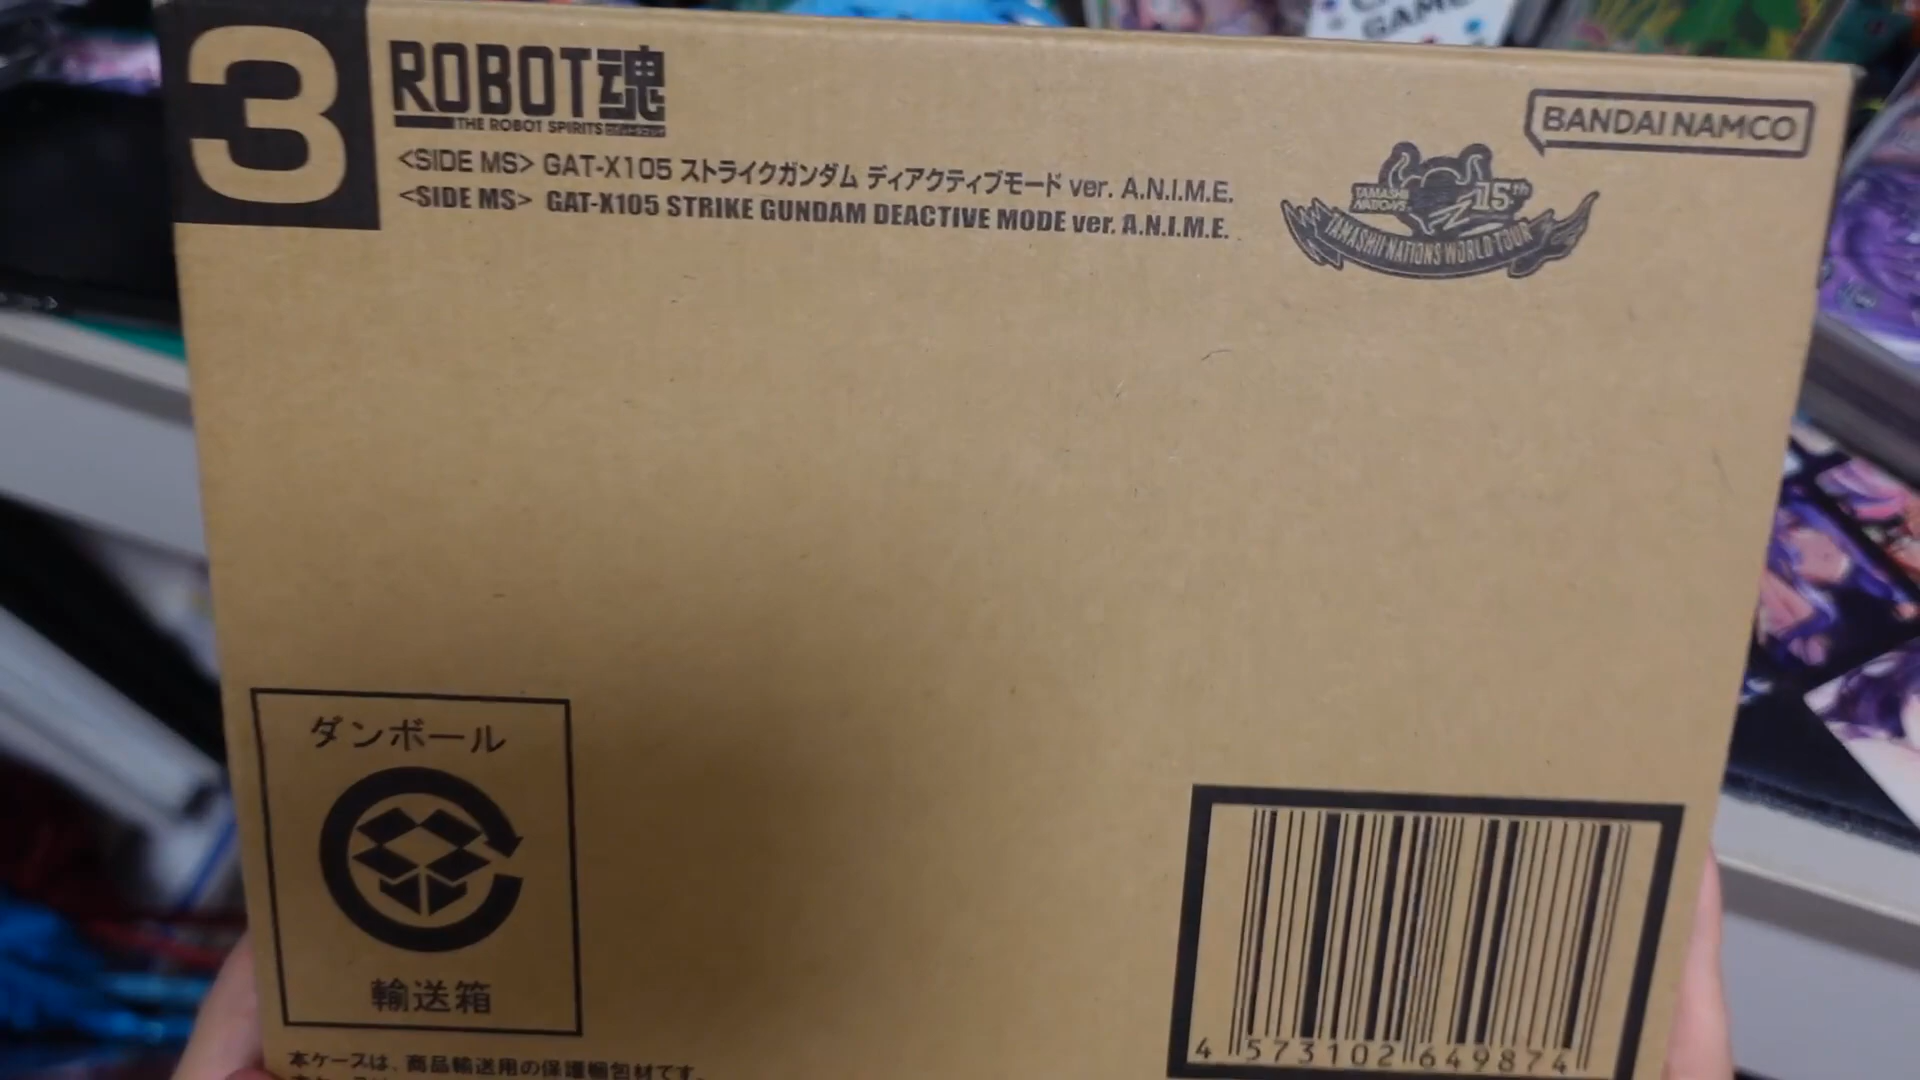 3
ROBOT魂
THE ROBOT SPIRITS
<SIDE MS> GAT-X105 ストライクガンダム ディアクティブモード ver. A.N.I.M.E.
<SIDE MS> GAT-X105 STRIKE GUNDAM DEACTIVE MODE ver. A.N.I.M.E.
GAME
BANDAI NAMCO
TAMASHII NATIONS 15th
TAMASHII NATIONS WORLD TOUR
ダンボール
輸送箱
本ケースは、商品輸送用の保護梱包材です。
4 573102 649874